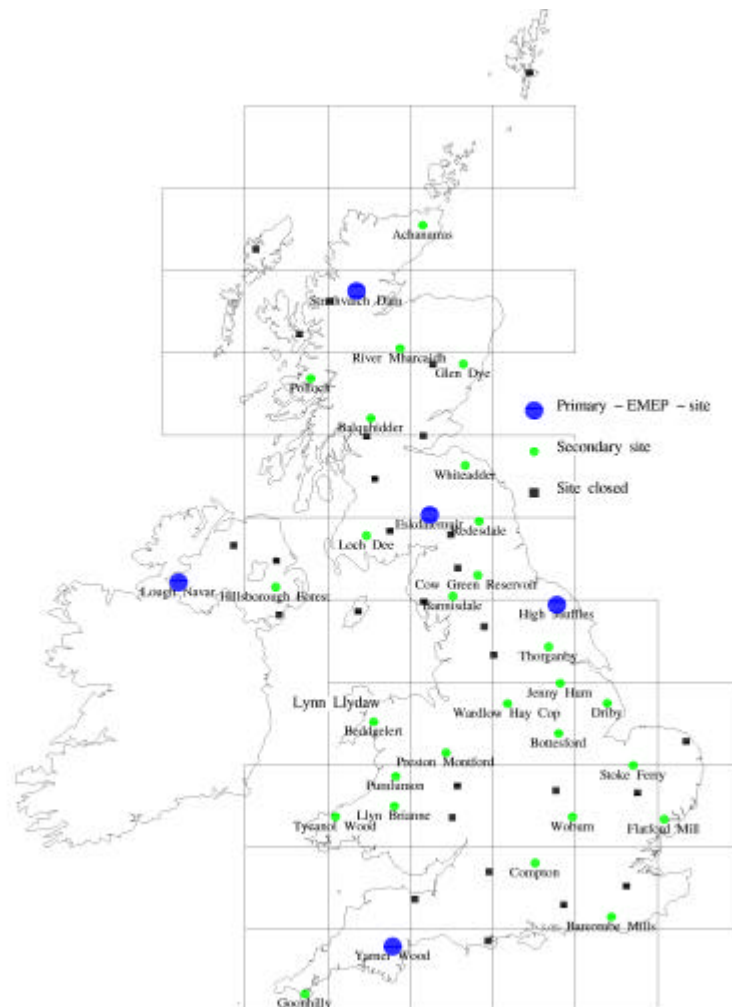 Achanarras
Strathvaich Dam
River Mharcaidh
Glen Dye
Polloch
Primary - EMEP - site
Balquhidder
Secondary site
Whiteadder
Site closed
Eskdalemuir
Redesdale
Loch Dee
Cow Green Reservoir
Lough Navar
Hillsborough Forest
Bannisdale
High Muffles
Thorganby
Jenny Hurn
Lynn Llydaw
Wardlow Hay Cop
Driby
Beddgelert
Bottesford
Preston Montford
Stoke Ferry
Pumlumon
Llyn Brianne
Tycanol Wood
Woburn
Flatford Mill
Compton
Barcombe Mills
Yarner Wood
Goonhilly